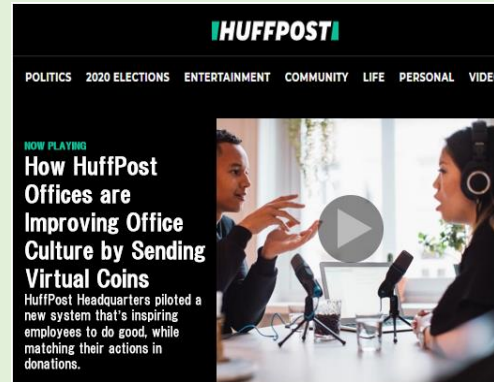 HUFFPOST
POLITICS 2020 ELECTIONS ENTERTAINMENT COMMUNITY LIFE PERSONAL
NOW PLAYING
How HuffPost
Offices are
Improving Office
Culture by Sending
Virtual Coins
HuffPost Headquarters piloted a
new system that's inspiring
employees to do good, while
matching their actions in
donations.